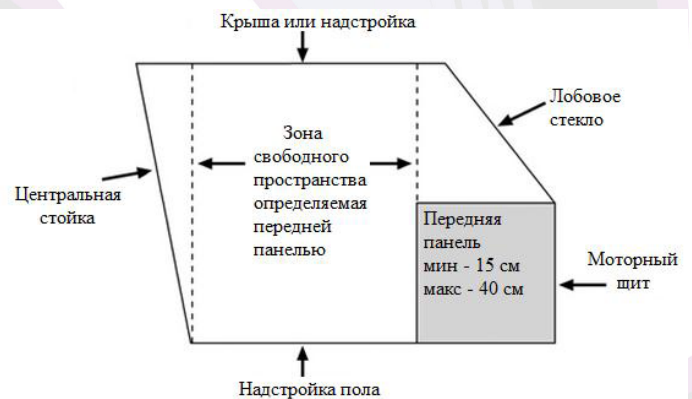 Крыша или надстройка
Лобовое
стекло
Зона
свободного
пространства
определяемая
передней
панелью
Центральная
стойка
Передняя
панель
мин - 15 см
макс - 40 см
Моторный
щит
Надстройка пола